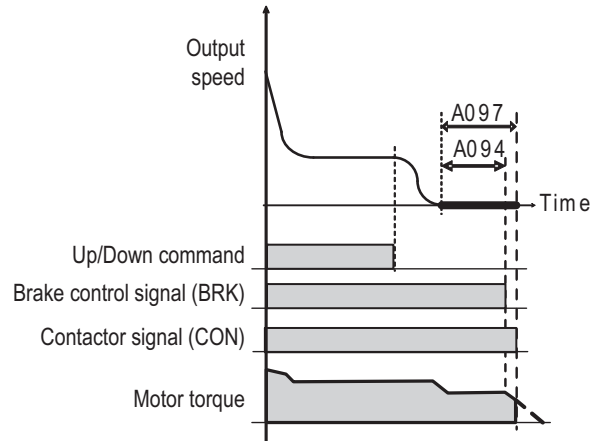 Output
speed
A097
A094
Time
Up/Down command
Brake control signal (BRK)
Contactor signal (CON)
Motor torque